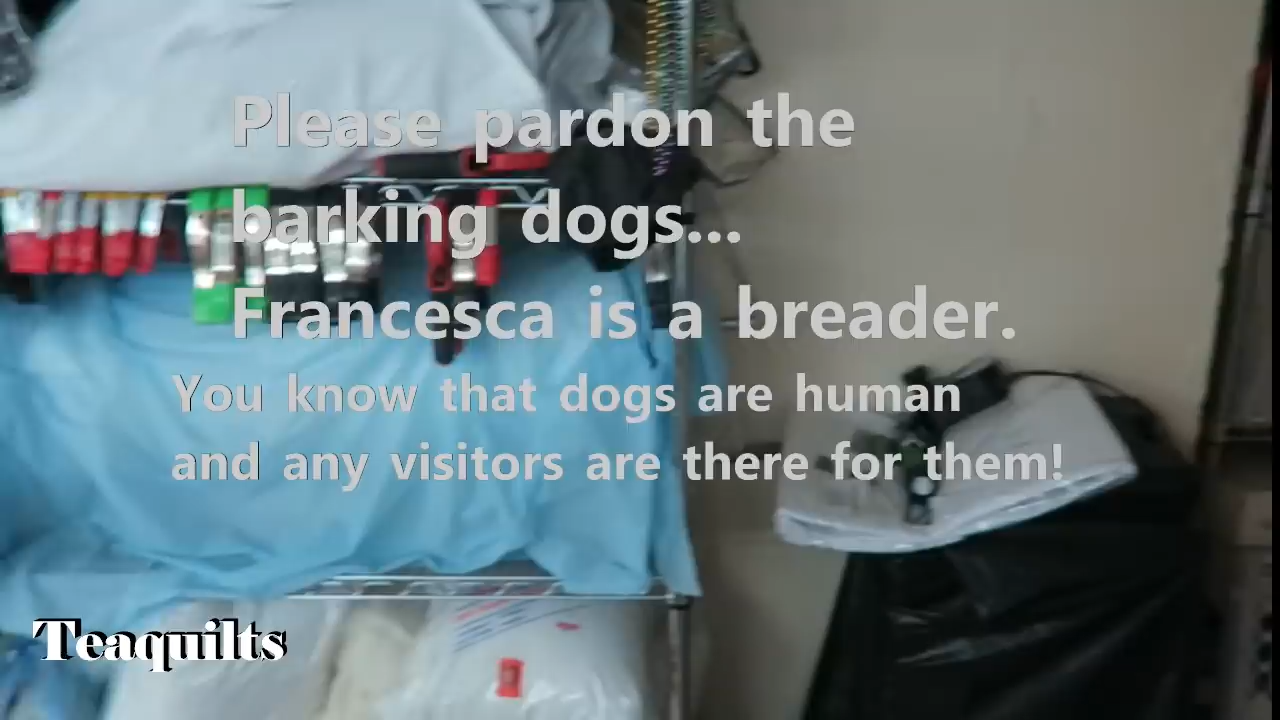 Please pardon the
barking dogs...
Francesca is a breader.
You know that dogs are human
and any visitors are there for them!
Teaquilts